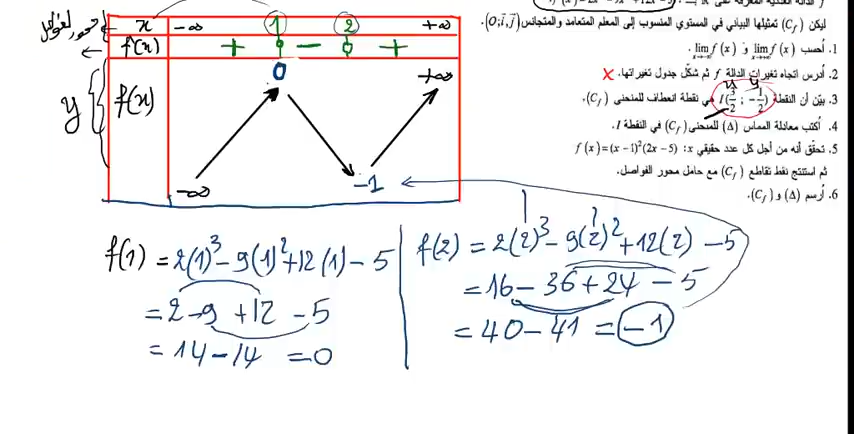 x -∞ 1 2 +∞
f'(x) + 0 - 0 +
y f(x) -∞ 0 -1 +∞
f(1) = 2(1)³ - 9(1)² + 12(1) - 5
= 2 - 9 + 12 - 5
= 14 - 14 = 0
f(2) = 2(2)³ - 9(2)² + 12(2) - 5
= 16 - 36 + 24 - 5
= 40 - 41 = -1
ليكن (C_f) تمثيلها البياني في المستوي المنسوب إلى المعلم المتعامد والمتجانس (O;i,j).
1. أحسب lim f(x) x→+∞ و lim f(x) x→-∞.
2. أدرس اتجاه تغيرات الدالة f ثم شكّل جدول تغيراتها. x
x y
3. بيّن أن النقطة I(3/2 ; -1/2) هي نقطة انعطاف للمنحنى (C_f).
4. أكتب معادلة المماس (Δ) للمنحنى (C_f) في النقطة I.
5. تحقّق أنه من أجل كل عدد حقيقي x: f(x) = (x-1)²(2x-5)
ثم استنتج نقط تقاطع (C_f) مع حامل محور الفواصل.
6. أرسم (Δ) و (C_f).